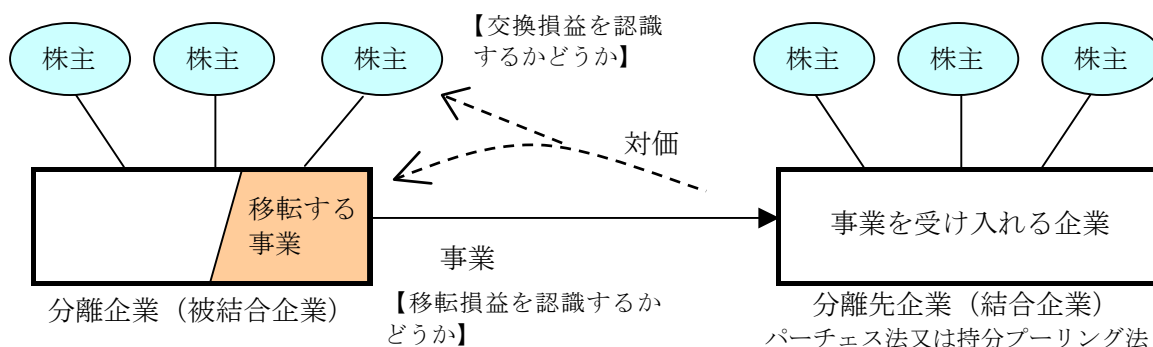 【交換損益を認識
するかどうか】
株主
株主
株主
株主
株主
株主
対価
移転する
事業
事業を受け入れる企業
事業
分離企業（被結合企業）
【移転損益を認識するか
どうか】
分離先企業（結合企業）
パーチェス法又は持分プーリング法